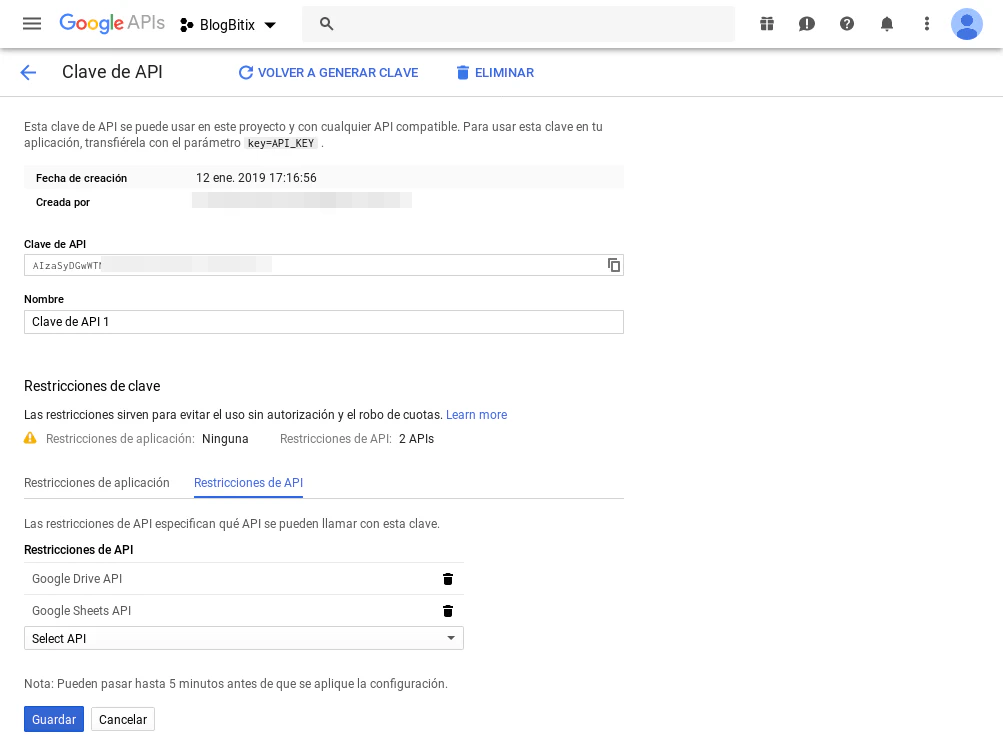 Google APIs BlogBitix
Clave de API VOLVER A GENERAR CLAVE ELIMINAR
Esta clave de API se puede usar en este proyecto y con cualquier API compatible. Para usar esta clave en tu
aplicación, transfiérela con el parámetro key=API_KEY .
Fecha de creación 12 ene. 2019 17:16:56
Creada por
Clave de API
AIzaSyDGwWTM
Nombre
Clave de API 1
Restricciones de clave
Las restricciones sirven para evitar el uso sin autorización y el robo de cuotas. Learn more
Restricciones de aplicación: Ninguna Restricciones de API: 2 APIs
Restricciones de aplicación Restricciones de API
Las restricciones de API especifican qué API se pueden llamar con esta clave.
Restricciones de API
Google Drive API
Google Sheets API
Select API
Nota: Pueden pasar hasta 5 minutos antes de que se aplique la configuración.
Guardar Cancelar